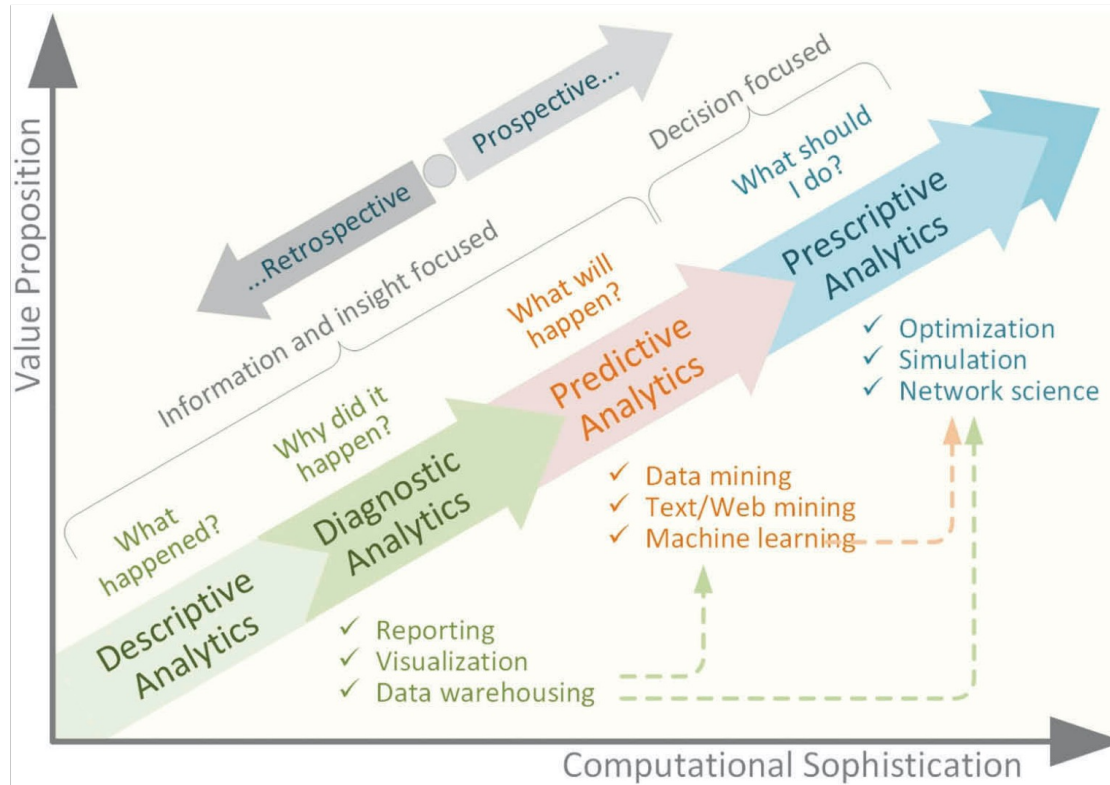 Value Proposition
...Retrospective
Prospective...
Information and insight focused
Decision focused
What
happened?
Why did it
happen?
What will
happen?
What should
I do?
Descriptive
Analytics
Diagnostic
Analytics
Predictive
Analytics
Prescriptive
Analytics
✓ Reporting
✓ Visualization
✓ Data warehousing
✓ Data mining
✓ Text/Web mining
✓ Machine learning
✓ Optimization
✓ Simulation
✓ Network science
Computational Sophistication